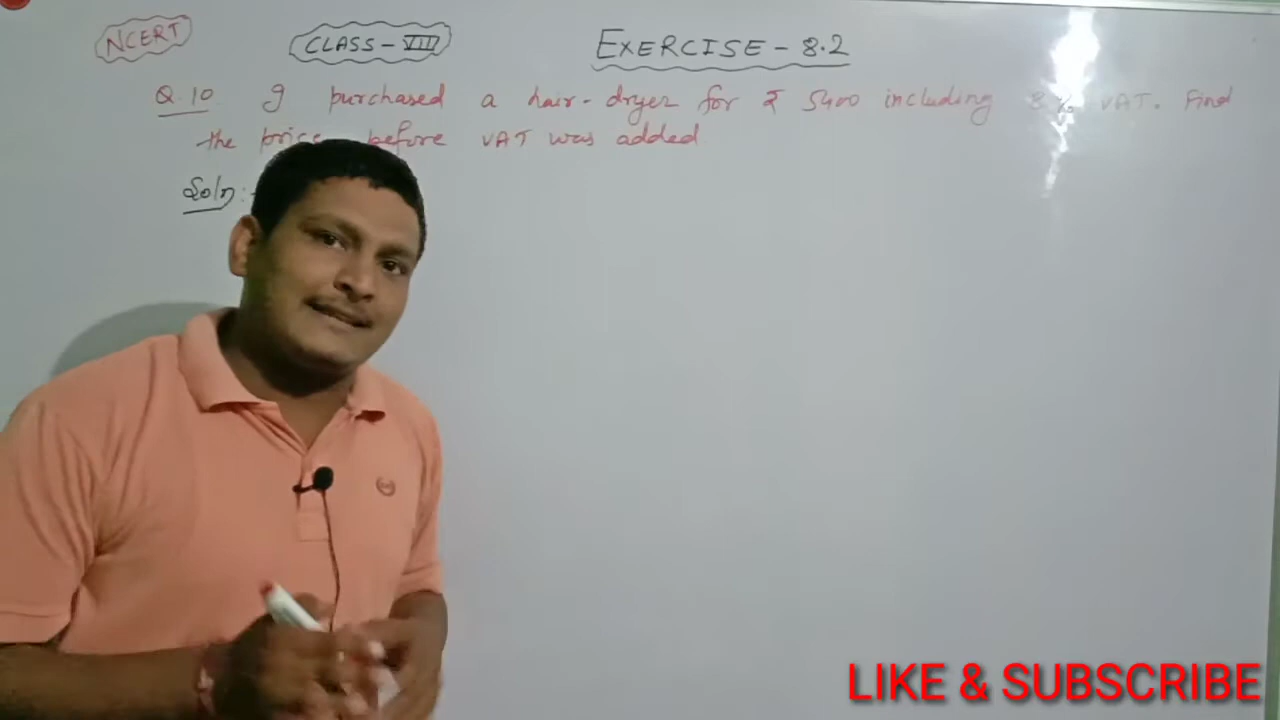 NCERT CLASS-VIII EXERCISE-8.2
Q.10 I purchased a hair-dryer for ₹ 5400 including 8% VAT. Find
the price before VAT was added
Soln:-
LIKE & SUBSCRIBE